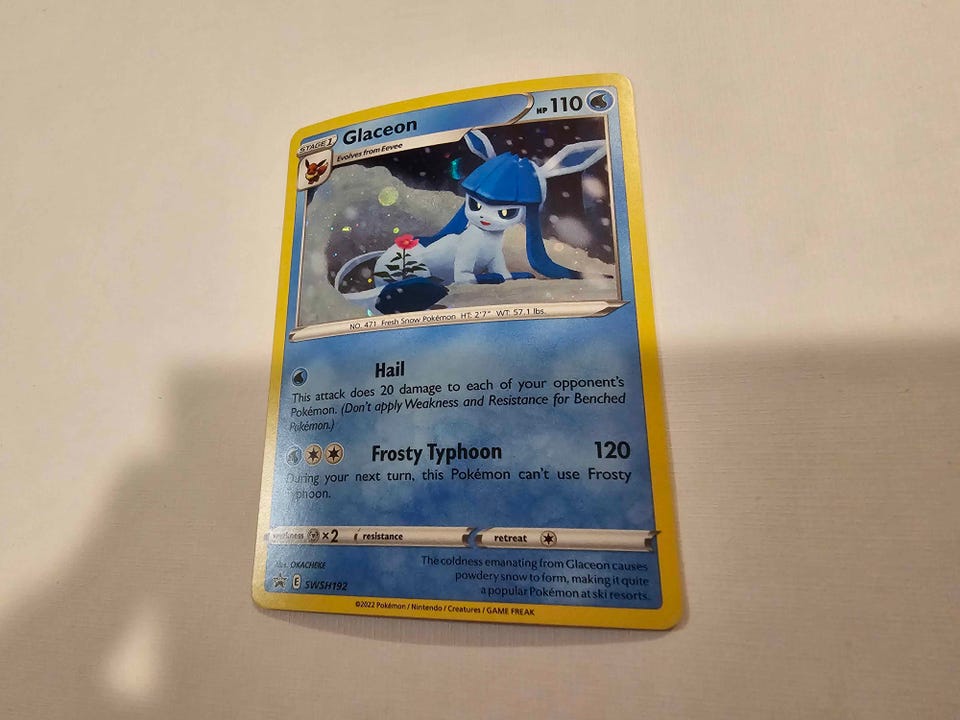 STAGE 1 Glaceon HP 110
Evolves from Eevee
NO. 471 Fresh Snow Pokémon HT: 2'7" WT: 57.1 lbs.
Hail
This attack does 20 damage to each of your opponent's
Pokémon. (Don't apply Weakness and Resistance for Benched
Pokémon.)
Frosty Typhoon 120
During your next turn, this Pokémon can't use Frosty
Typhoon.
weakness ×2 resistance retreat
Illus. OKACHEKE
The coldness emanating from Glaceon causes
powdery snow to form, making it quite
a popular Pokémon at ski resorts.
E SWSH192
©2022 Pokémon / Nintendo / Creatures / GAME FREAK